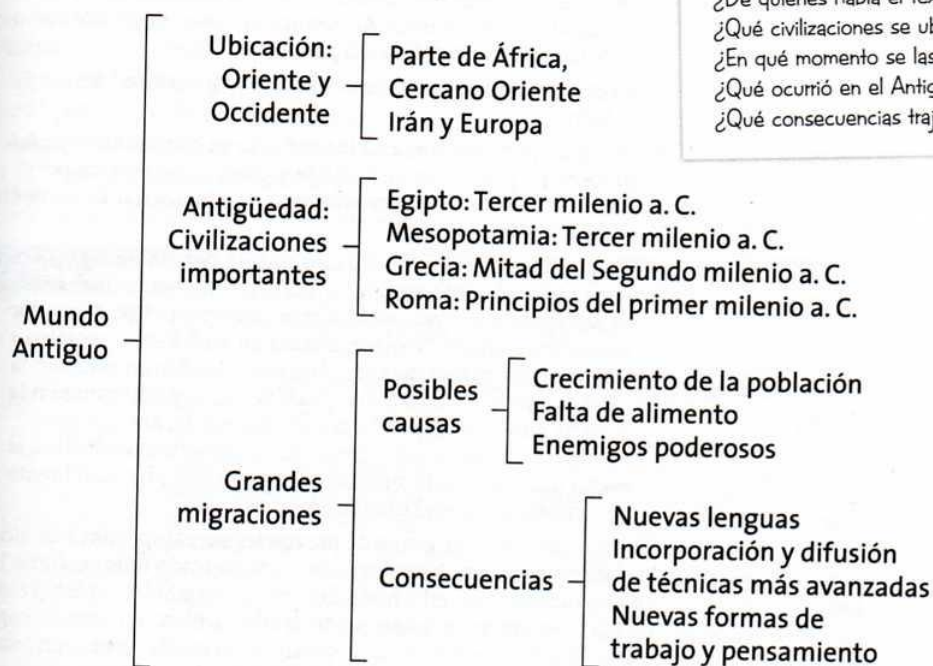 ¿De quiénes habla el
¿Qué civilizaciones se
¿En qué momento se las
¿Qué ocurrió en el
¿Qué consecuencias
Mundo
Antiguo
Ubicación:
Oriente y
Occidente
Parte de África,
Cercano Oriente
Irán y Europa
Antigüedad:
Civilizaciones
importantes
Egipto: Tercer milenio a. C.
Mesopotamia: Tercer milenio a. C.
Grecia: Mitad del Segundo milenio a. C.
Roma: Principios del primer milenio a. C.
Grandes
migraciones
Posibles
causas
Crecimiento de la población
Falta de alimento
Enemigos poderosos
Consecuencias
Nuevas lenguas
Incorporación y difusión
de técnicas más avanzadas
Nuevas formas de
trabajo y pensamiento